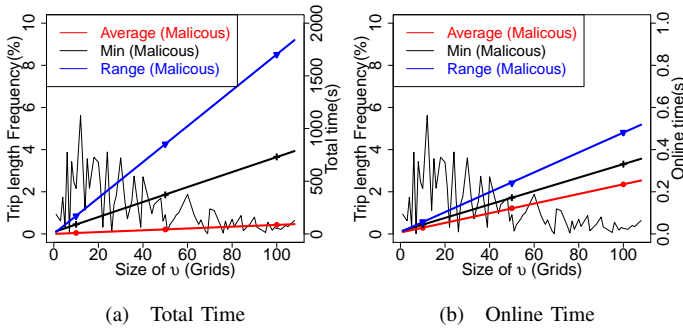 Trip length Frequency(%)
0 2 4 6 8 10
Average (Malicous)
Min (Malicous)
Range (Malicous)
0 500 1000 1500 2000
Total time(s)
0 20 40 60 80 100
Size of υ (Grids)
(a) Total Time
Trip length Frequency(%)
0 2 4 6 8 10
Average (Malicous)
Min (Malicous)
Range (Malicous)
0.0 0.2 0.4 0.6 0.8 1.0
Online time(s)
0 20 40 60 80 100
Size of υ (Grids)
(b) Online Time